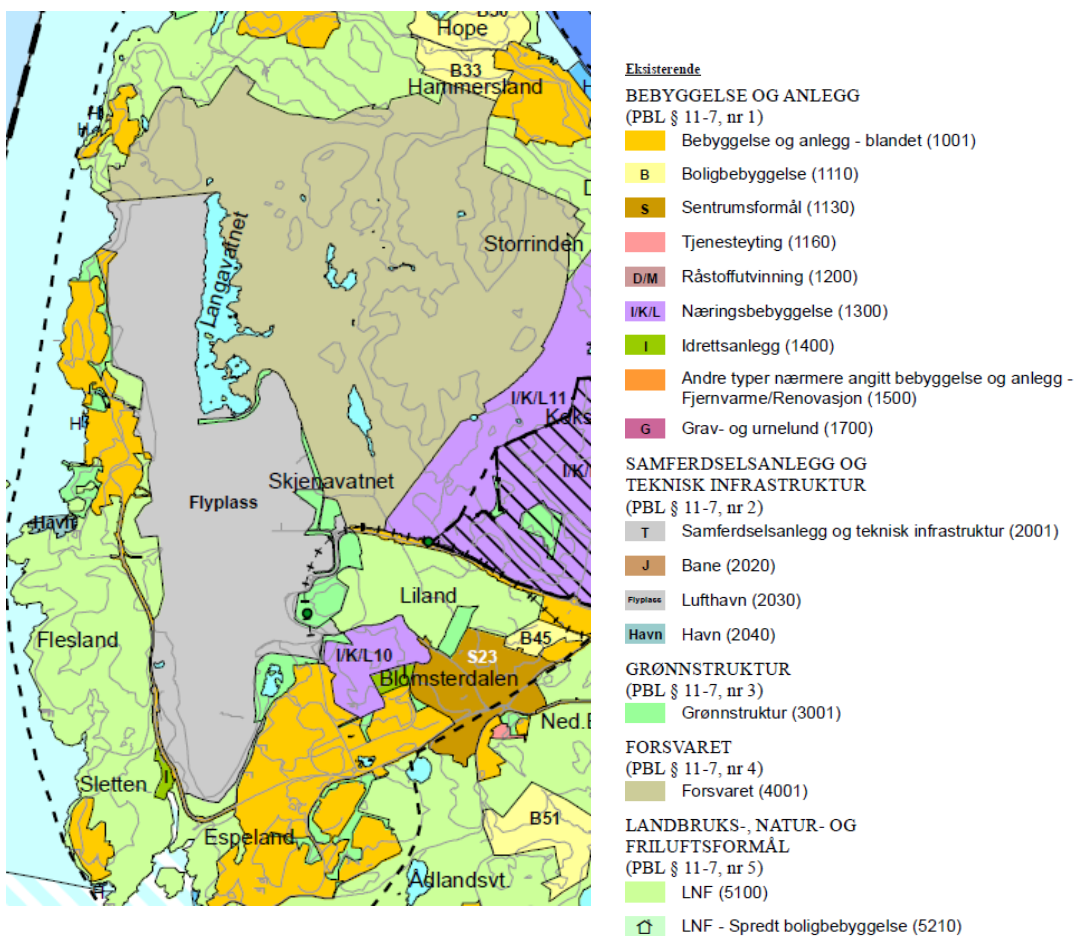 Hope
B33
Hammersland
Storrinden
Langavatnet
I/K/L11
Skjenavatnet
Flyplass
Havn
Liland
Flesland
B45
I/K/L10
S23
Blomsterdalen
Sletten
B51
Espeland
Ådlandsvt.
Eksisterende
BEBYGGELSE OG ANLEGG
(PBL § 11-7, nr 1)
Bebyggelse og anlegg - blandet (1001)
B Boligbebyggelse (1110)
S Sentrumsformål (1130)
Tjenesteyting (1160)
D/M Råstoffutvinning (1200)
I/K/L Næringsbebyggelse (1300)
I Idrettsanlegg (1400)
Andre typer nærmere angitt bebyggelse og anlegg -
Fjernvarme/Renovasjon (1500)
G Grav- og urnelund (1700)
SAMFERDSELSANLEGG OG
TEKNISK INFRASTRUKTUR
(PBL § 11-7, nr 2)
T Samferdselsanlegg og teknisk infrastruktur (2001)
J Bane (2020)
Flyplass Lufthavn (2030)
Havn Havn (2040)
GRØNNSTRUKTUR
(PBL § 11-7, nr 3)
Grønnstruktur (3001)
FORSVARET
(PBL § 11-7, nr 4)
Forsvaret (4001)
LANDBRUKS-, NATUR- OG
FRILUFTSFORMÅL
(PBL § 11-7, nr 5)
LNF (5100)
LNF - Spredt boligbebyggelse (5210)